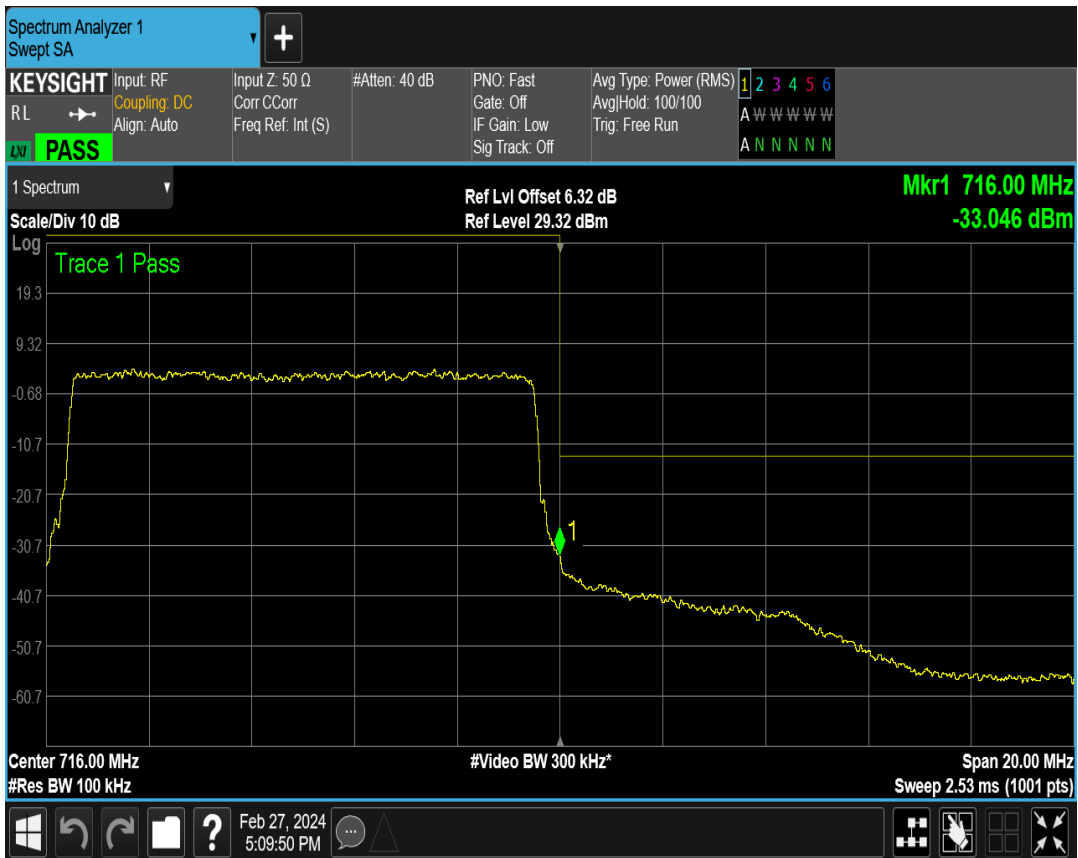 Spectrum Analyzer 1
Swept SA
KEYSIGHT
RL
LXI PASS
Input: RF
Coupling: DC
Align: Auto
Input Z: 50 Ω
Corr CCorr
Freq Ref: Int (S)
#Atten: 40 dB
PNO: Fast
Gate: Off
IF Gain: Low
Sig Track: Off
Avg Type: Power (RMS)
Avg|Hold: 100/100
Trig: Free Run
1 2 3 4 5 6
A W W W W W
A N N N N N
1 Spectrum
Scale/Div 10 dB
Ref Lvl Offset 6.32 dB
Ref Level 29.32 dBm
Mkr1 716.00 MHz
-33.046 dBm
Log
Trace 1 Pass
19.3
9.32
-0.68
-10.7
-20.7
1
-30.7
-40.7
-50.7
-60.7
Center 716.00 MHz
#Video BW 300 kHz*
Span 20.00 MHz
#Res BW 100 kHz
Sweep 2.53 ms (1001 pts)
?
Feb 27, 2024
5:09:50 PM